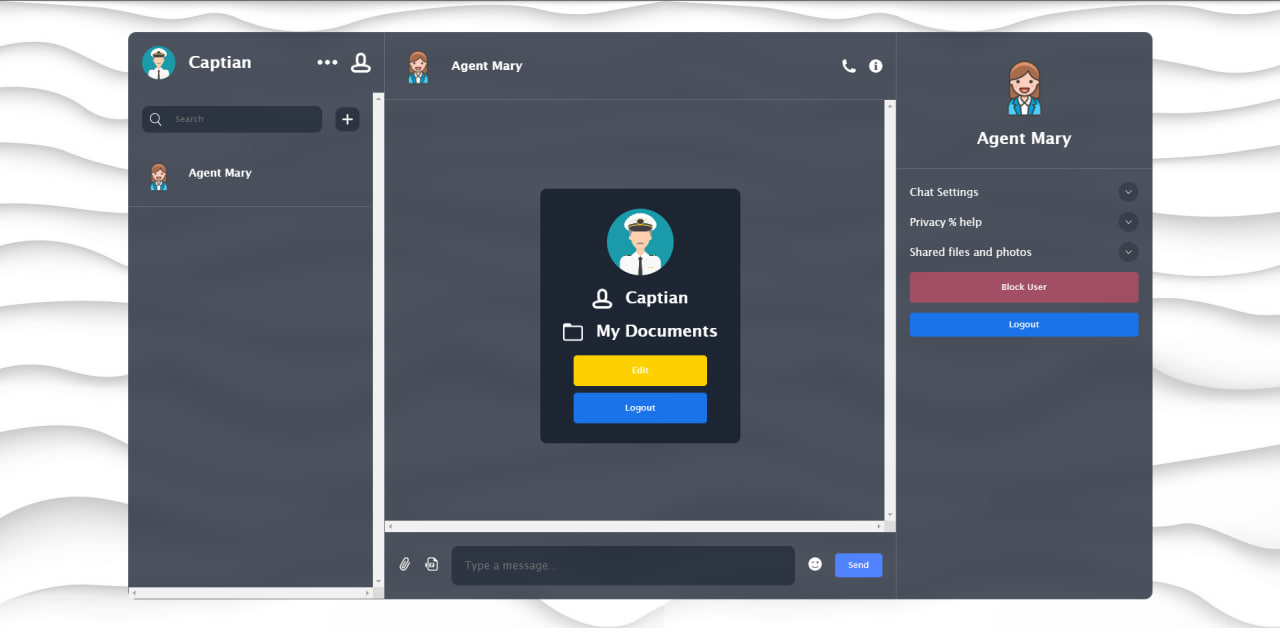 Captian
Search
Agent Mary
Agent Mary
Captian
My Documents
Edit
Logout
Type a message...
Send
Agent Mary
Chat Settings
Privacy % help
Shared files and photos
Block User
Logout